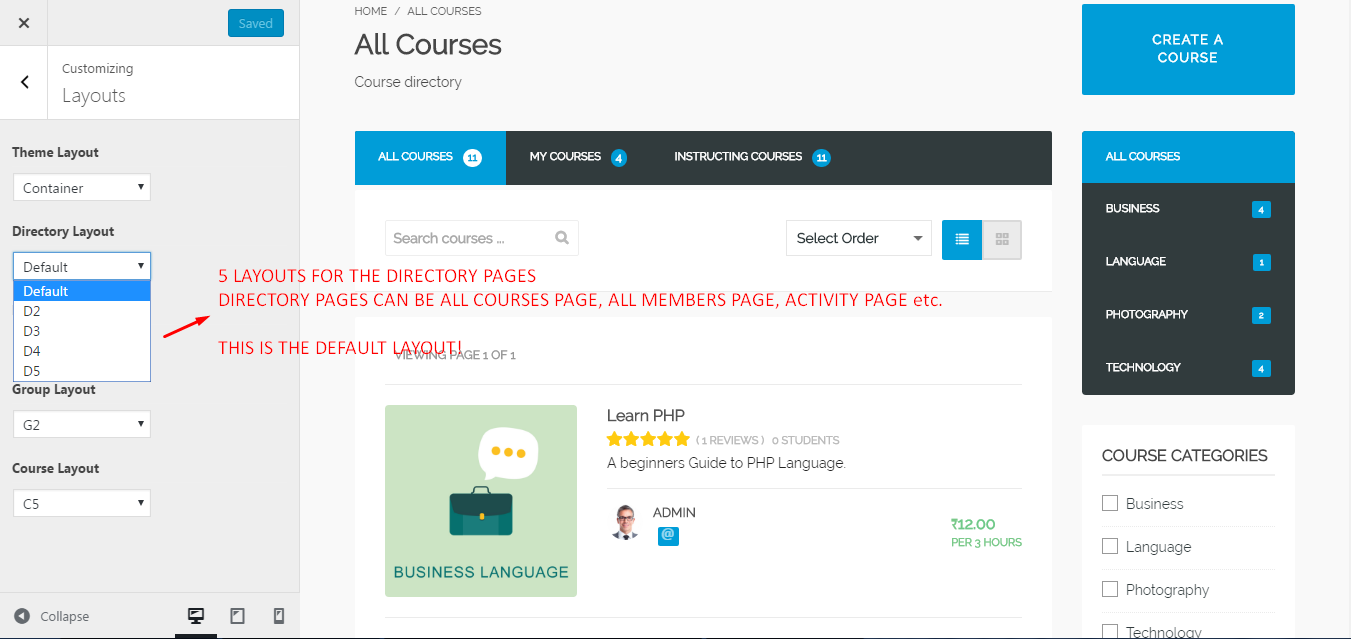 Saved
Customizing
Layouts
Theme Layout
Container
Directory Layout
Default
Default
D2
D3
D4
D5
Group Layout
G2
Course Layout
C5
Collapse
HOME / ALL COURSES
All Courses
Course directory
CREATE A
COURSE
ALL COURSES 11
MY COURSES 4
INSTRUCTING COURSES 11
Search courses ...
Select Order
5 LAYOUTS FOR THE DIRECTORY PAGES
DIRECTORY PAGES CAN BE ALL COURSES PAGE, ALL MEMBERS PAGE, ACTIVITY PAGE etc.
THIS IS THE DEFAULT LAYOUT!
VIEWING PAGE 1 OF 1
BUSINESS LANGUAGE
Learn PHP
( 1 REVIEWS ) 0 STUDENTS
A beginners Guide to PHP Language.
ADMIN
@
₹12.00
PER 3 HOURS
ALL COURSES
BUSINESS 4
LANGUAGE 1
PHOTOGRAPHY 2
TECHNOLOGY 4
COURSE CATEGORIES
Business
Language
Photography
Technology